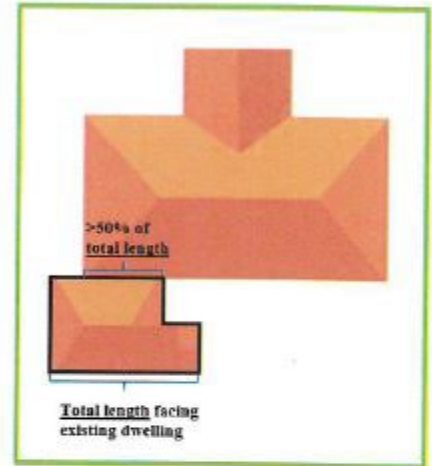 >50% of
total length
Total length facing
existing dwelling